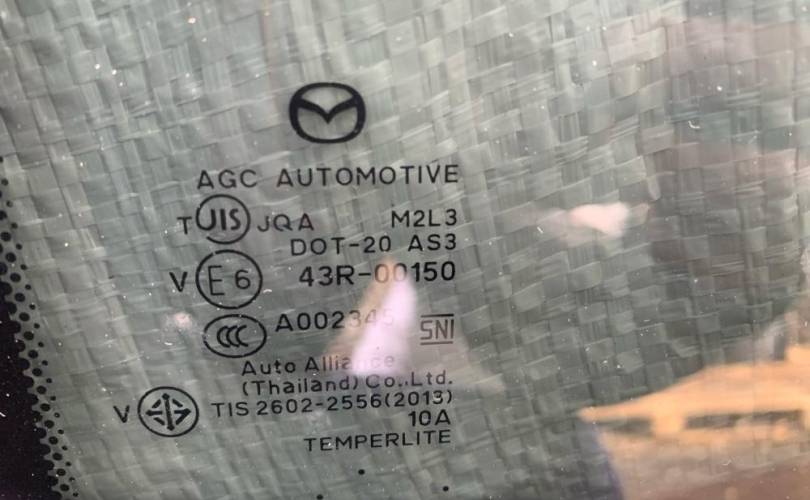 AGC AUTOMOTIVE
T JIS JQA M2L3
DOT-20 AS3
V E6 43R-00150
CCC A002345 SNI
Auto Alliance
(Thailand) Co.,Ltd.
V TIS 2602-2556(2013)
10A
TEMPERLITE